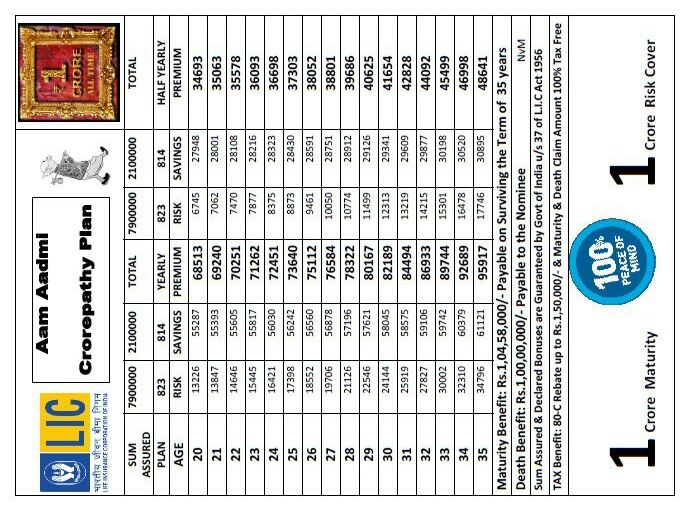 भारतीय जीवन बीमा निगम
LIFE INSURANCE CORPORATION OF INDIA
LIC
Aam Aadmi
Crorepathy Plan
₹1
CRORE
ALL TIME
SUM ASSURED 7900000 2100000 TOTAL 7900000 2100000 TOTAL
PLAN 823 814 YEARLY 823 814 HALF YEARLY
AGE RISK SAVINGS PREMIUM RISK SAVINGS PREMIUM
20 13226 55287 68513 6745 27948 34693
21 13847 55393 69240 7062 28001 35063
22 14646 55605 70251 7470 28108 35578
23 15445 55817 71262 7877 28216 36093
24 16421 56030 72451 8375 28323 36698
25 17398 56242 73640 8873 28430 37303
26 18552 56560 75112 9461 28591 38052
27 19706 56878 76584 10050 28751 38801
28 21126 57196 78322 10774 28912 39686
29 22546 57621 80167 11499 29126 40625
30 24144 58045 82189 12313 29341 41654
31 25919 58575 84494 13219 29609 42828
32 27827 59106 86933 14215 29877 44092
33 30002 59742 89744 15301 30198 45499
34 32310 60379 92689 16478 30520 46998
35 34796 61121 95917 17746 30895 48641
Maturity Benefit: Rs.1,04,58,000/- Payable on Surviving the Term of 35 years
Death Benefit: Rs.1,00,00,000/- Payable to the Nominee NvM
Sum Assured & Declared Bonuses are Guaranteed by Govt of India u/s 37 of L.I.C Act 1956
TAX Benefit: 80-C Rebate up to Rs.1,50,000/- & Maturity & Death Claim Amount 100% Tax Free
1 Crore Maturity
100%
PEACE OF
MIND
1 Crore Risk Cover